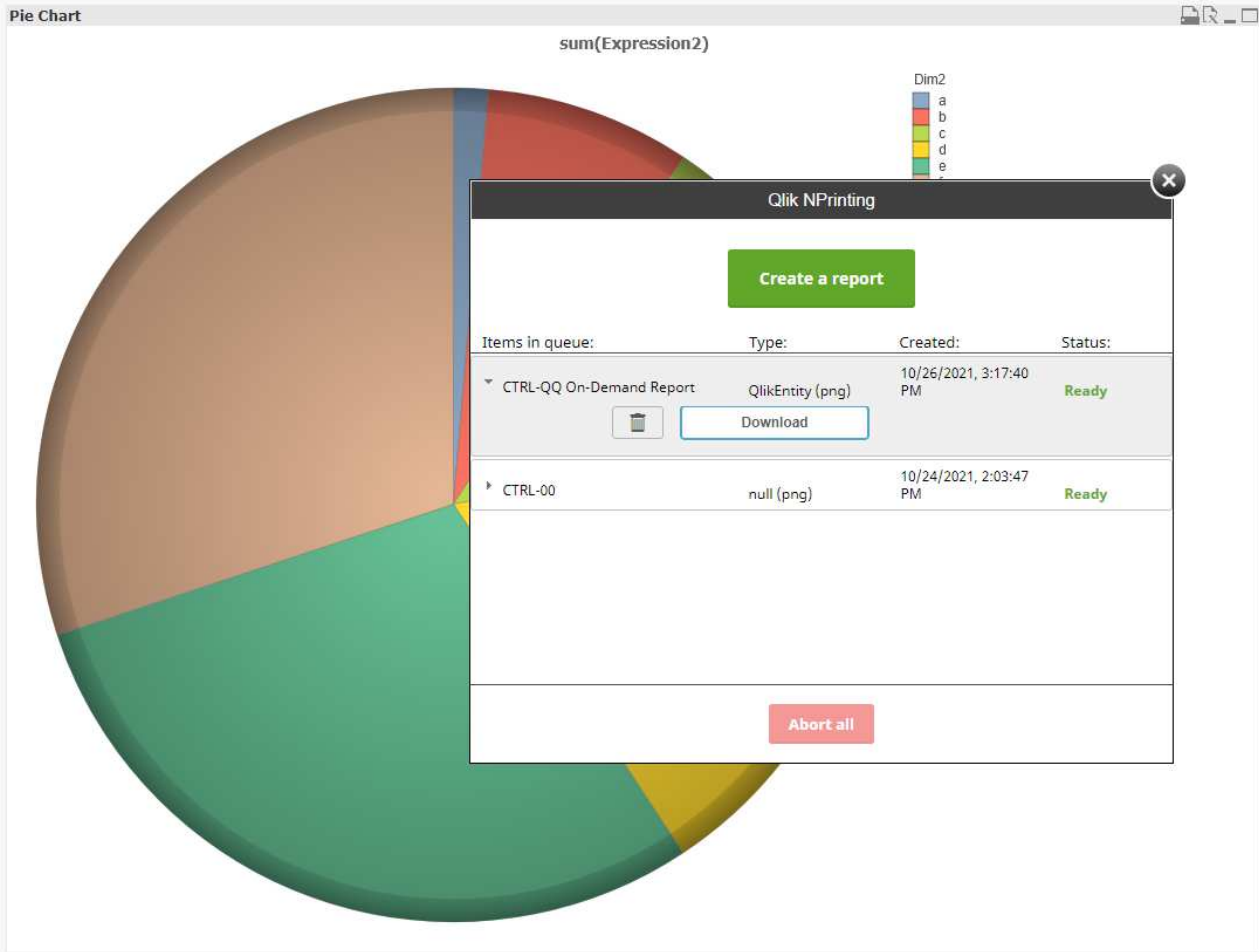 Pie Chart
sum(Expression2)
Dim2
a
b
c
d
e
Qlik NPrinting
Create a report
Items in queue: Type: Created: Status:
CTRL-QQ On-Demand Report QlikEntity (png) 10/26/2021, 3:17:40
PM Ready
Download
CTRL-00 null (png) 10/24/2021, 2:03:47
PM Ready
Abort all